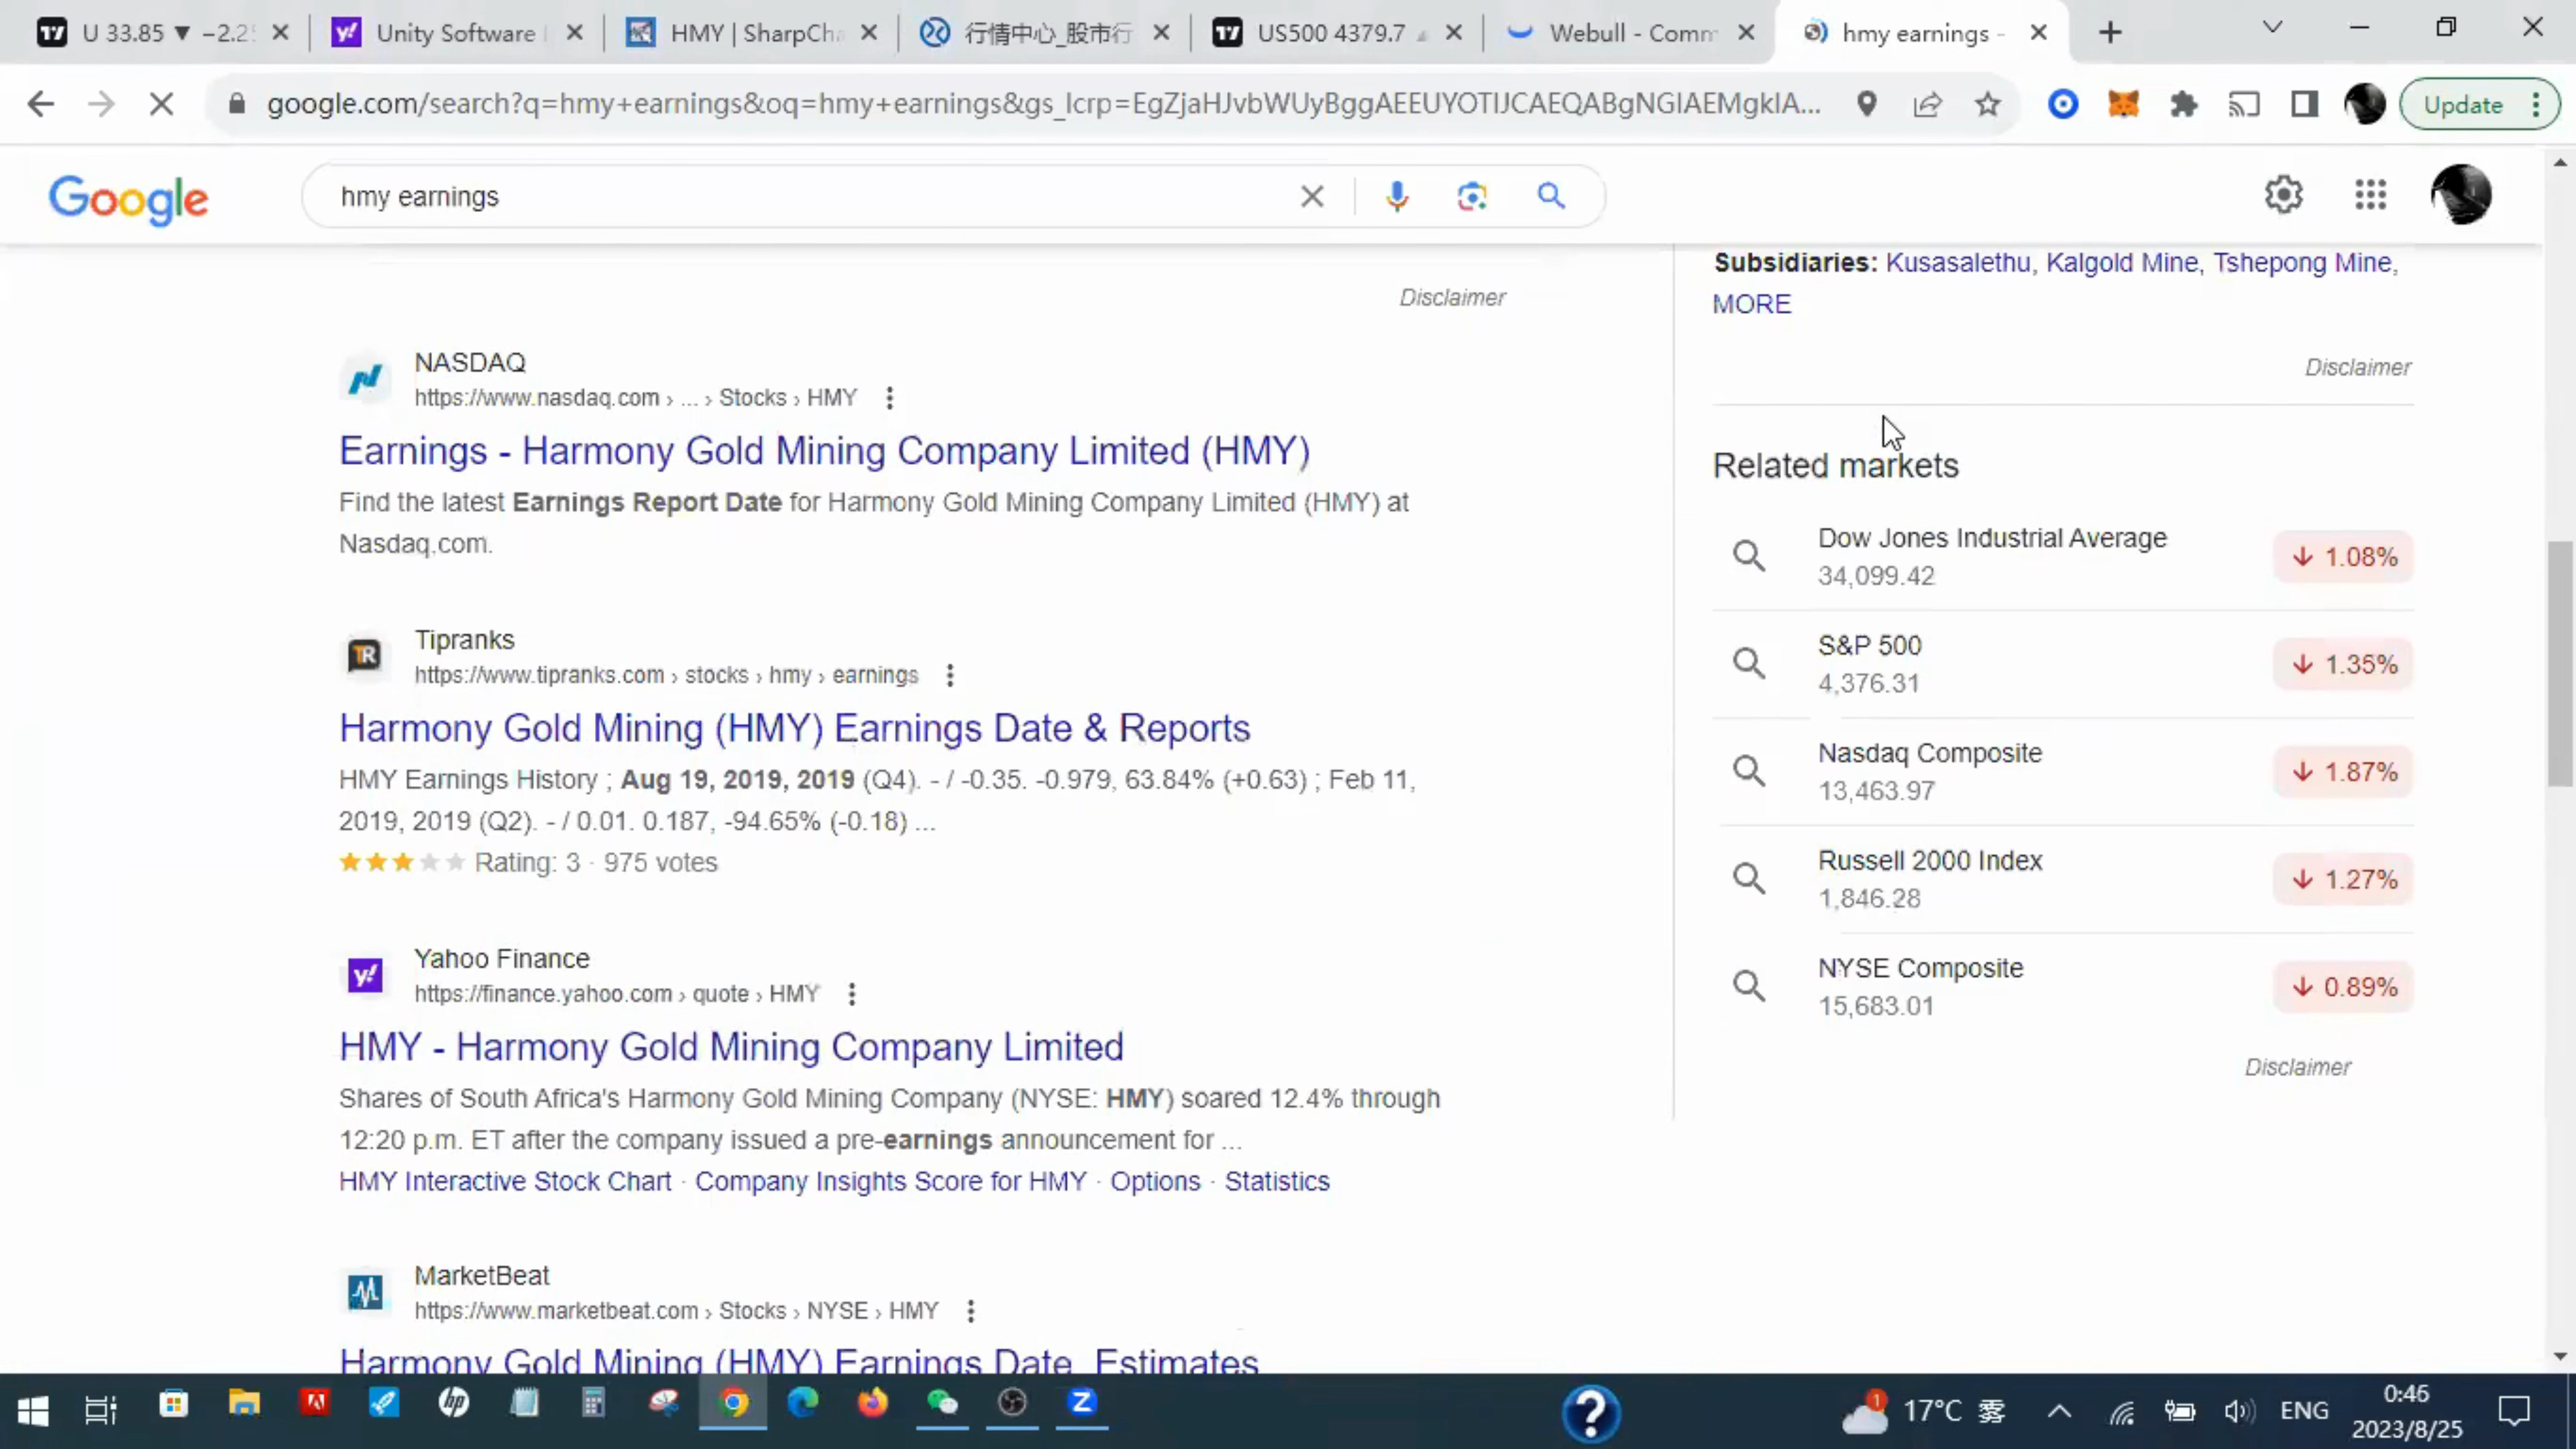 U 33.85 ▼ −2.2
Unity Software
HMY | SharpCha
行情中心_股市行
US500 4379.7
Webull - Comm
hmy earnings -
google.com/search?q=hmy+earnings&oq=hmy+earnings&gs_lcrp=EgZjaHJvbWUyBggAEEUYOTIJCAEQABgNGIAEMgkIA...
Update
Google
hmy earnings
Disclaimer
NASDAQ
https://www.nasdaq.com › ... › Stocks › HMY
Earnings - Harmony Gold Mining Company Limited (HMY)
Find the latest Earnings Report Date for Harmony Gold Mining Company Limited (HMY) at
Nasdaq.com.
Tipranks
https://www.tipranks.com › stocks › hmy › earnings
Harmony Gold Mining (HMY) Earnings Date & Reports
HMY Earnings History ; Aug 19, 2019, 2019 (Q4). - / -0.35. -0.979, 63.84% (+0.63) ; Feb 11,
2019, 2019 (Q2). - / 0.01. 0.187, -94.65% (-0.18) ...
Rating: 3 · 975 votes
Yahoo Finance
https://finance.yahoo.com › quote › HMY
HMY - Harmony Gold Mining Company Limited
Shares of South Africa's Harmony Gold Mining Company (NYSE: HMY) soared 12.4% through
12:20 p.m. ET after the company issued a pre-earnings announcement for ...
HMY Interactive Stock Chart · Company Insights Score for HMY · Options · Statistics
MarketBeat
https://www.marketbeat.com › Stocks › NYSE › HMY
Harmony Gold Mining (HMY) Earnings Date, Estimates
Subsidiaries: Kusasalethu, Kalgold Mine, Tshepong Mine,
MORE
Disclaimer
Related markets
Dow Jones Industrial Average
34,099.42
↓ 1.08%
S&P 500
4,376.31
↓ 1.35%
Nasdaq Composite
13,463.97
↓ 1.87%
Russell 2000 Index
1,846.28
↓ 1.27%
NYSE Composite
15,683.01
↓ 0.89%
Disclaimer
1
17°C 雾
ENG
0:46
2023/8/25